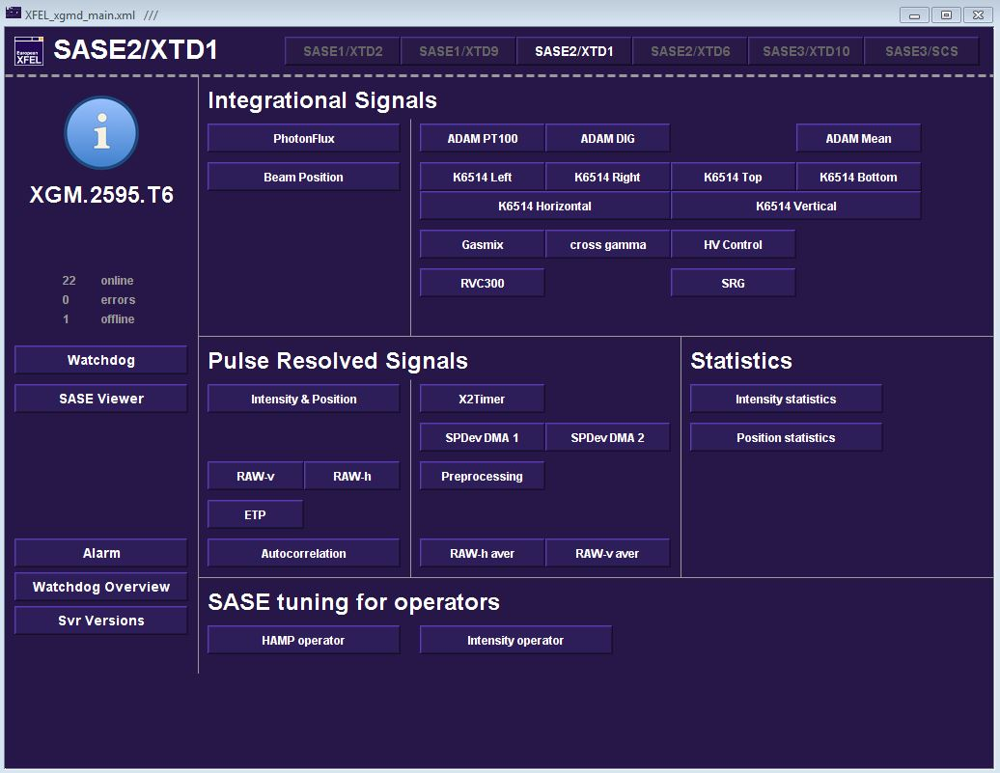 XFEL_xgmd_main.xml ///
European
XFEL
SASE2/XTD1
SASE1/XTD2 SASE1/XTD9 SASE2/XTD1 SASE2/XTD6 SASE3/XTD10 SASE3/SCS
i
XGM.2595.T6
22 online
0 errors
1 offline
Watchdog
SASE Viewer
Alarm
Watchdog Overview
Svr Versions
Integrational Signals
PhotonFlux
Beam Position
ADAM PT100 ADAM DIG ADAM Mean
K6514 Left K6514 Right K6514 Top K6514 Bottom
K6514 Horizontal K6514 Vertical
Gasmix cross gamma HV Control
RVC300 SRG
Pulse Resolved Signals
Intensity & Position
RAW-v RAW-h
ETP
Autocorrelation
X2Timer
SPDev DMA 1 SPDev DMA 2
Preprocessing
RAW-h aver RAW-v aver
Statistics
Intensity statistics
Position statistics
SASE tuning for operators
HAMP operator Intensity operator